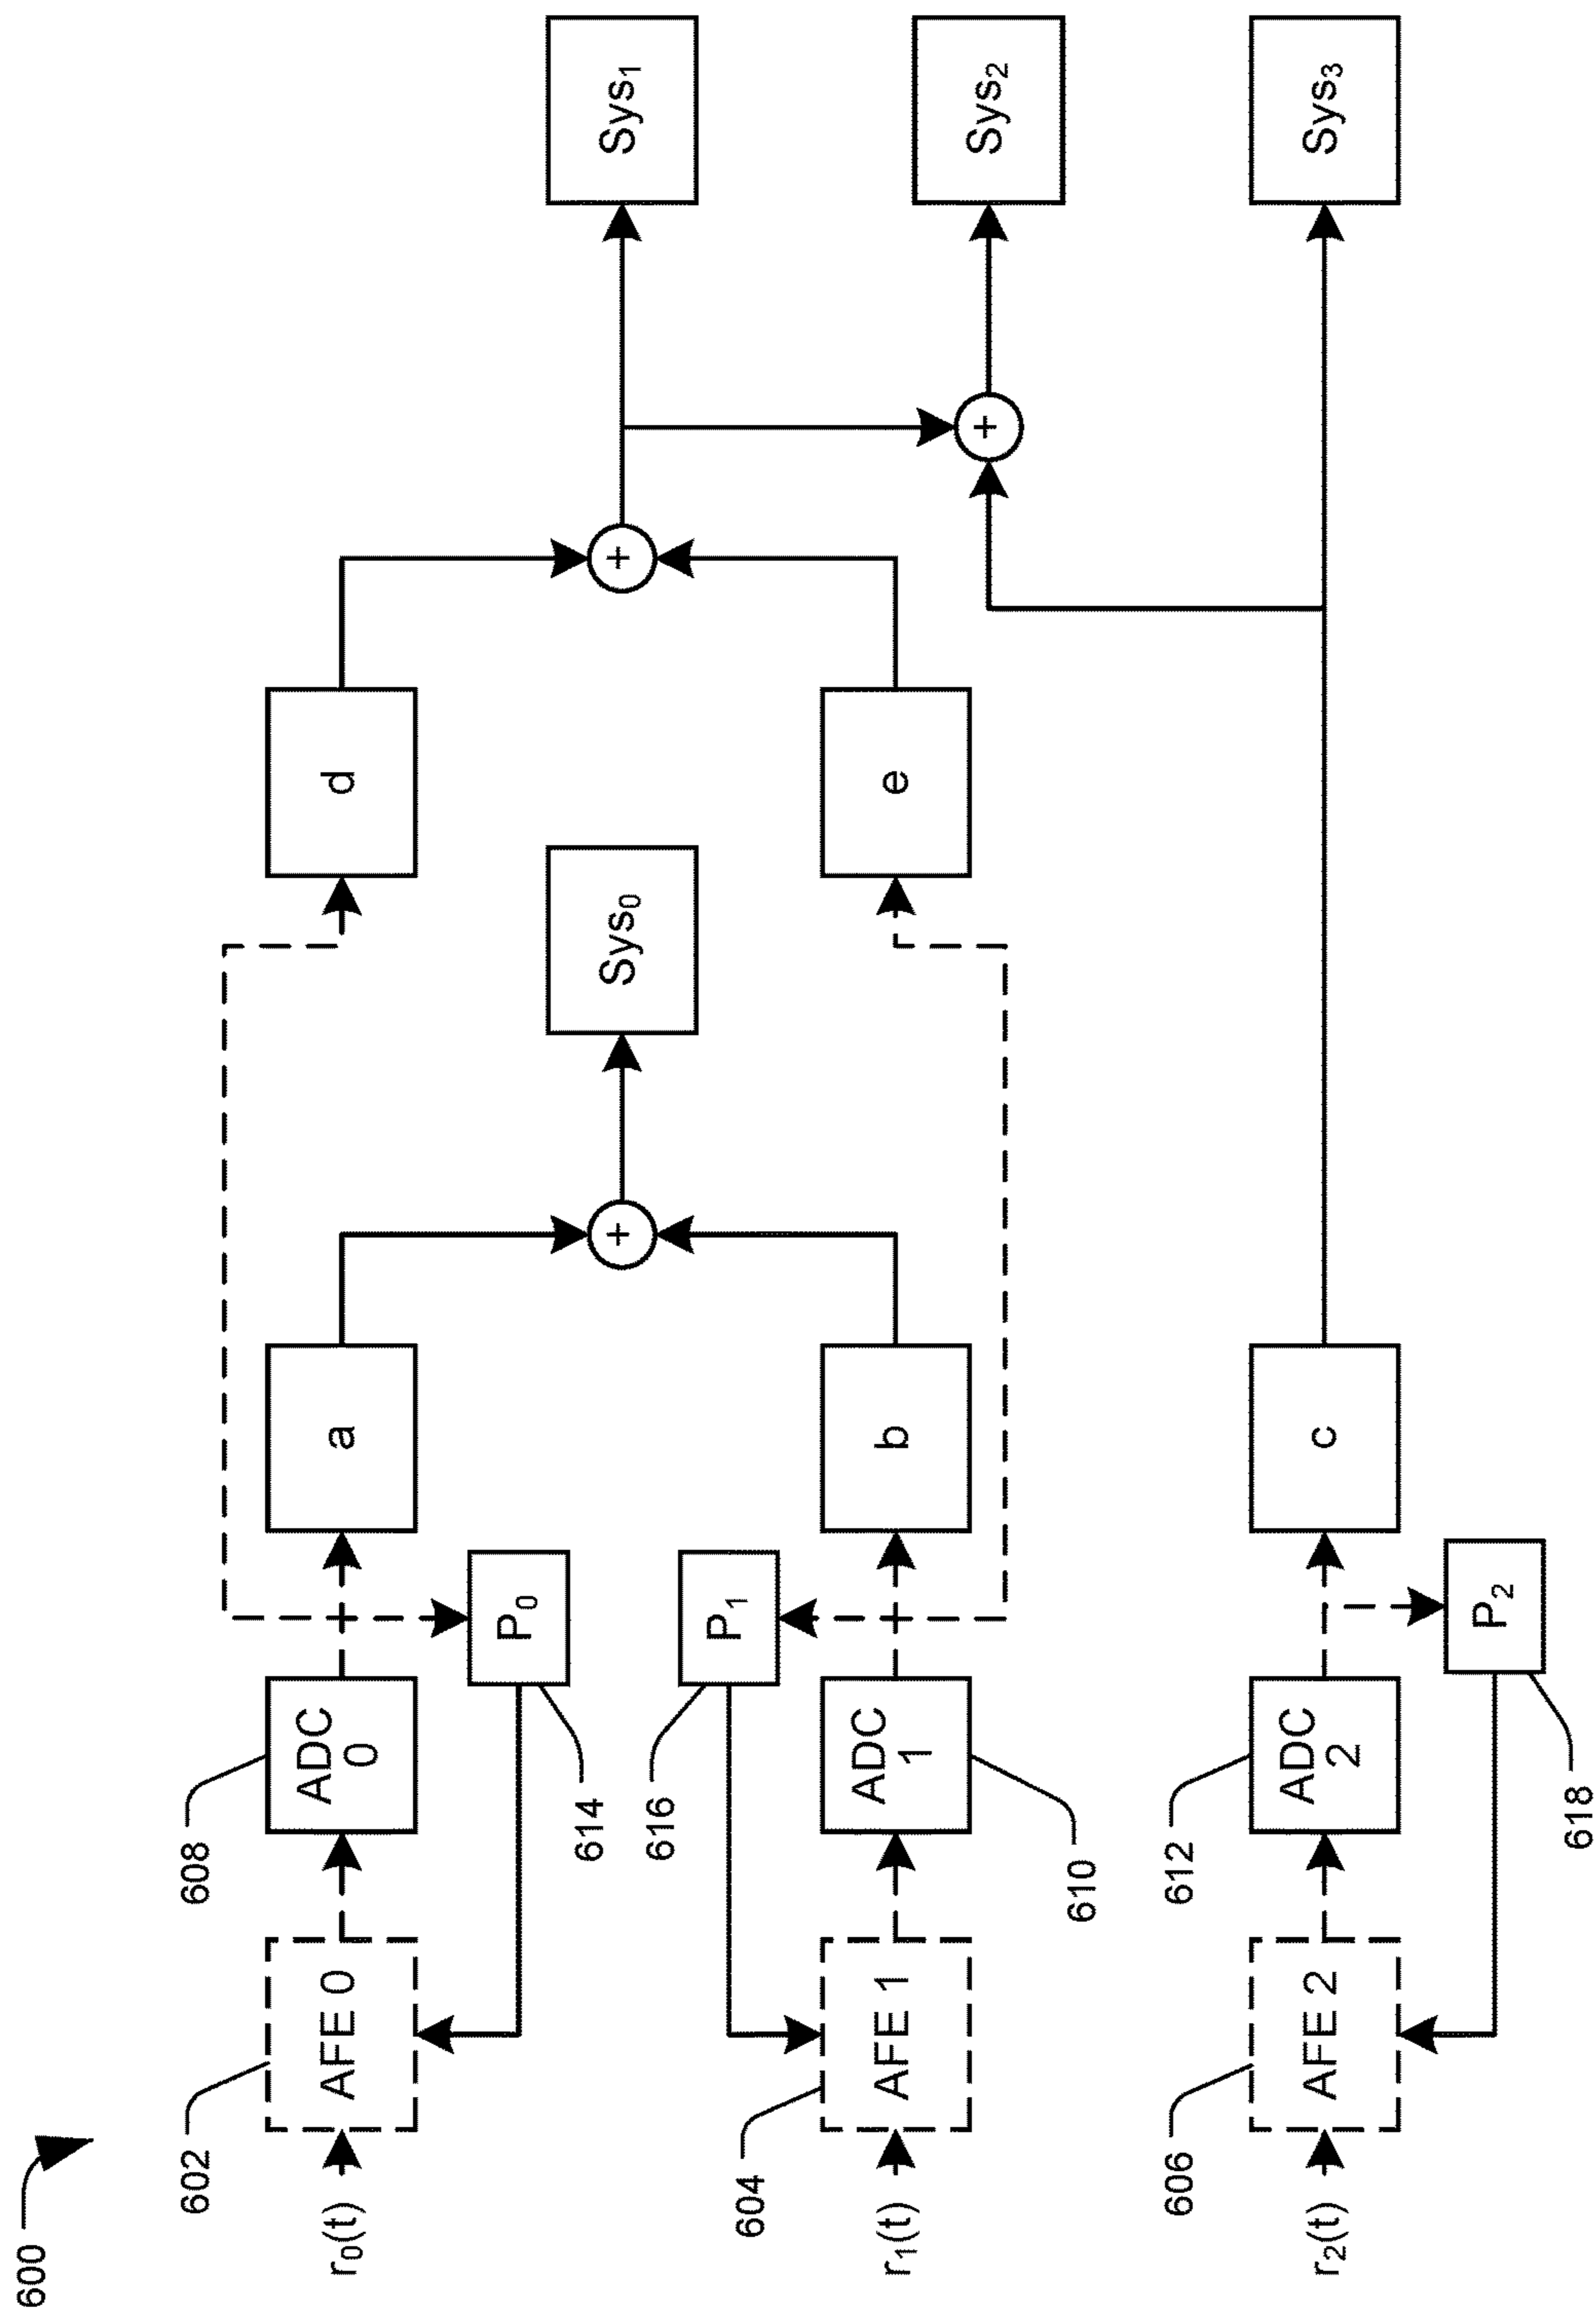 600
602
608
r₀(t)
AFE 0
ADC
0
a
d
P₀
614
Sys₀
+
+
Sys₁
616
P₁
604
r₁(t)
AFE 1
ADC
1
b
e
610
+
Sys₂
606
612
r₂(t)
AFE 2
ADC
2
c
Sys₃
P₂
618